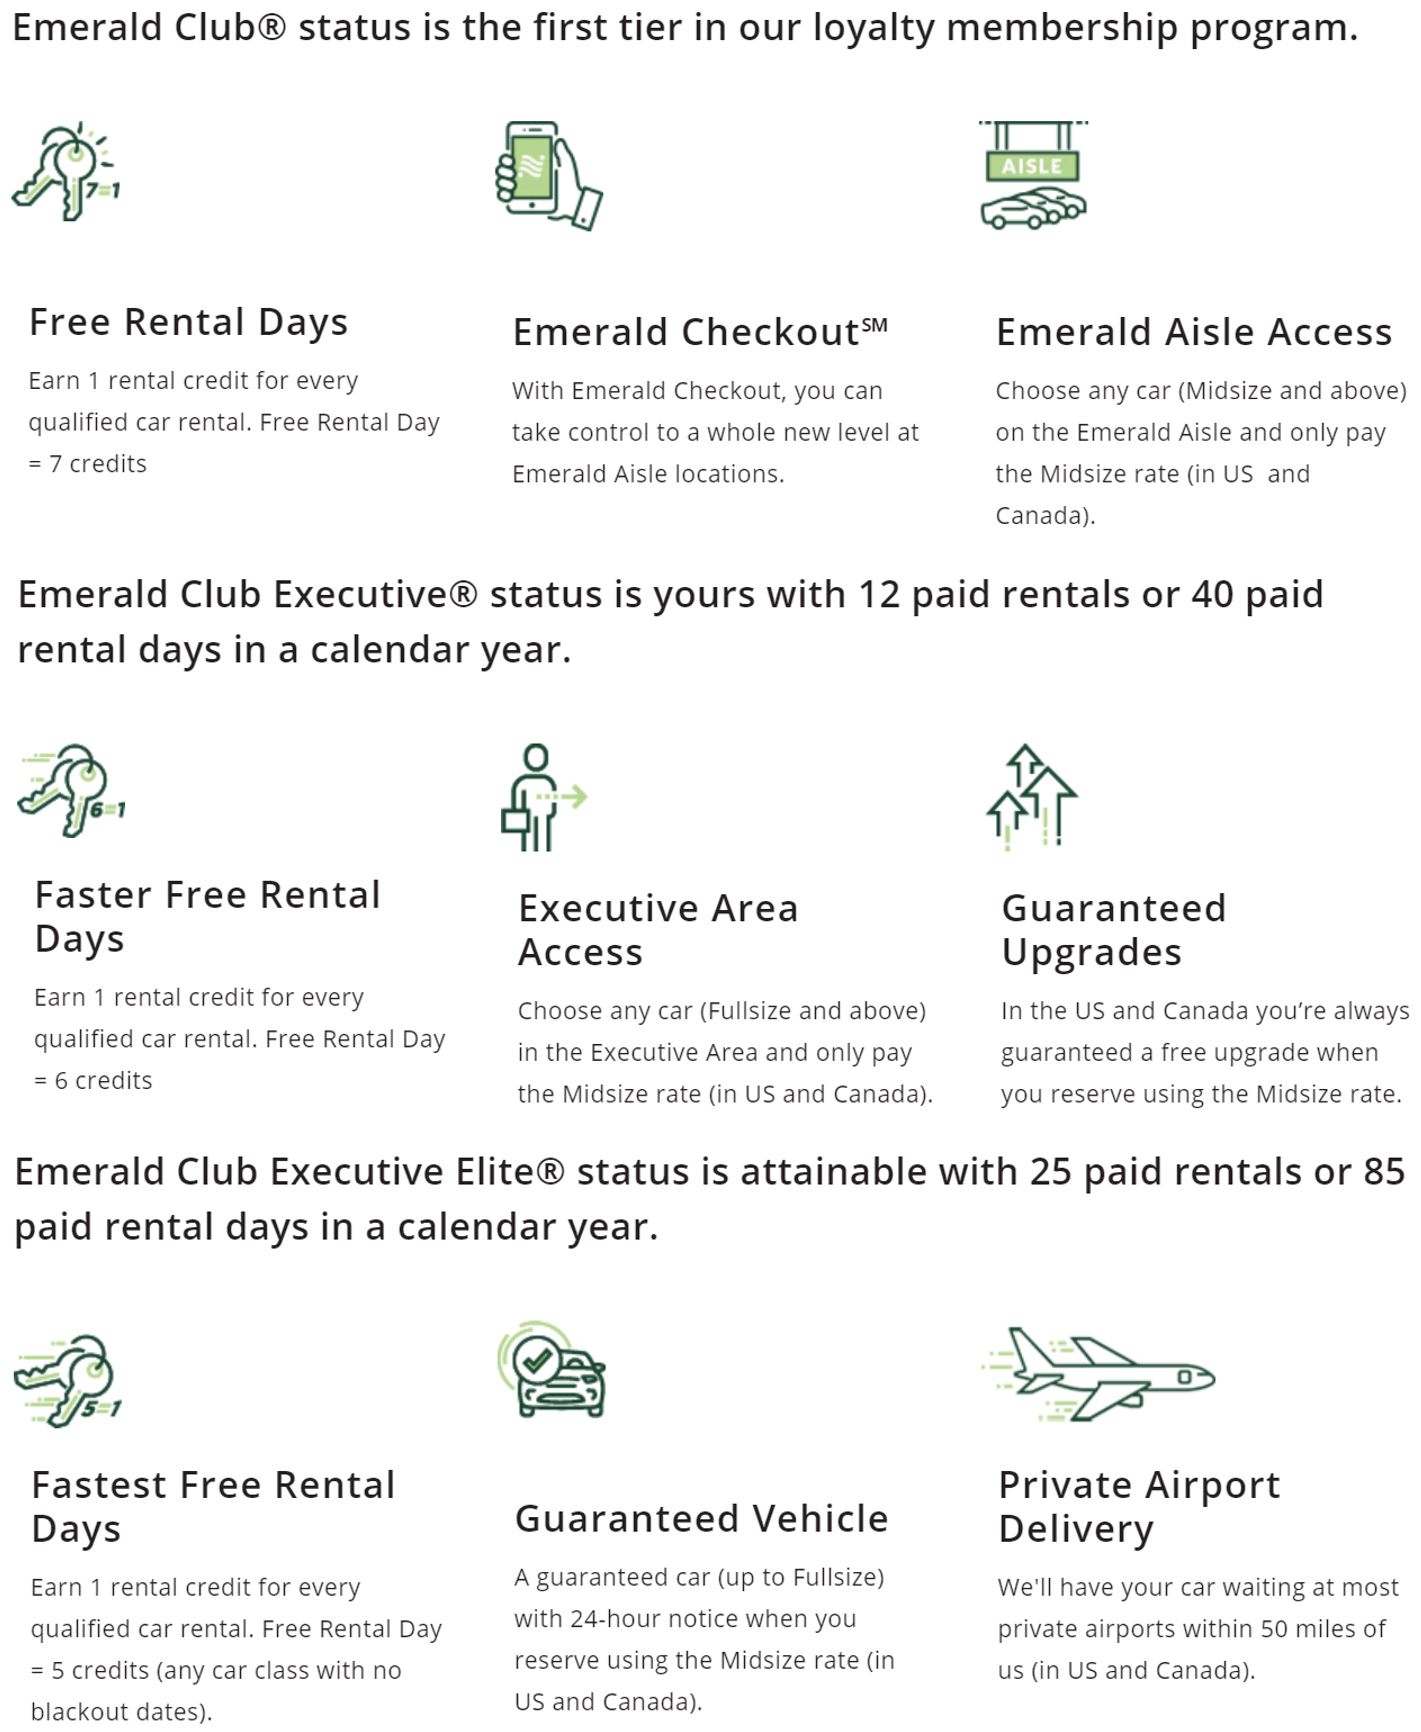 Emerald Club® status is the first tier in our loyalty membership program.
7=1
AISLE
Free Rental Days
Earn 1 rental credit for every
qualified car rental. Free Rental Day
= 7 credits
Emerald Checkout℠
With Emerald Checkout, you can
take control to a whole new level at
Emerald Aisle locations.
Emerald Aisle Access
Choose any car (Midsize and above)
on the Emerald Aisle and only pay
the Midsize rate (in US  and
Canada).
Emerald Club Executive® status is yours with 12 paid rentals or 40 paid
rental days in a calendar year.
6=1
Faster Free Rental
Days
Earn 1 rental credit for every
qualified car rental. Free Rental Day
= 6 credits
Executive Area
Access
Choose any car (Fullsize and above)
in the Executive Area and only pay
the Midsize rate (in US and Canada).
Guaranteed
Upgrades
In the US and Canada you’re always
guaranteed a free upgrade when
you reserve using the Midsize rate.
Emerald Club Executive Elite® status is attainable with 25 paid rentals or 85
paid rental days in a calendar year.
5=1
Fastest Free Rental
Days
Earn 1 rental credit for every
qualified car rental. Free Rental Day
= 5 credits (any car class with no
blackout dates).
Guaranteed Vehicle
A guaranteed car (up to Fullsize)
with 24-hour notice when you
reserve using the Midsize rate (in
US and Canada).
Private Airport
Delivery
We'll have your car waiting at most
private airports within 50 miles of
us (in US and Canada).